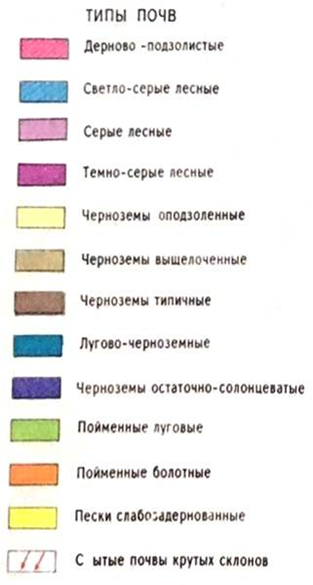 ТИПЫ ПОЧВ
Дерново -подзолистые
Светло-серые лесные
Серые лесные
Темно-серые лесные
Черноземы оподзоленные
Черноземы выщелоченные
Черноземы типичные
Лугово-черноземные
Черноземы остаточно-солонцеватые
Пойменные луговые
Пойменные болотные
Пески слабозадернованные
С ытые почвы крутых склонов